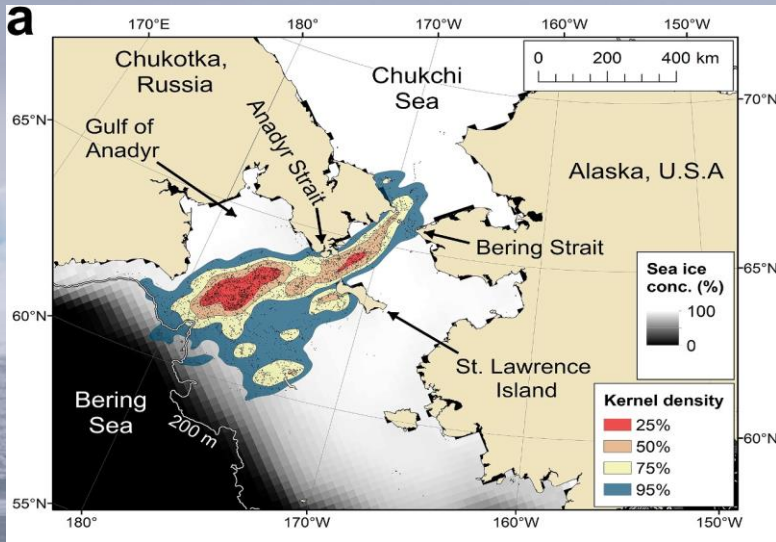 a
170°E
180°
170°W
160°W
150°W
Chukotka,
Russia
Chukchi
Sea
0 200 400 km
70°N
65°N
Gulf of
Anadyr
Anadyr Strait
Alaska, U.S.A
Bering Strait
Sea ice
conc. (%)
100
0
65°N
60°N
St. Lawrence
Island
Bering
Sea
200 m
Kernel density
25%
50%
75%
95%
60°N
55°N
180°
170°W
160°W
150°W